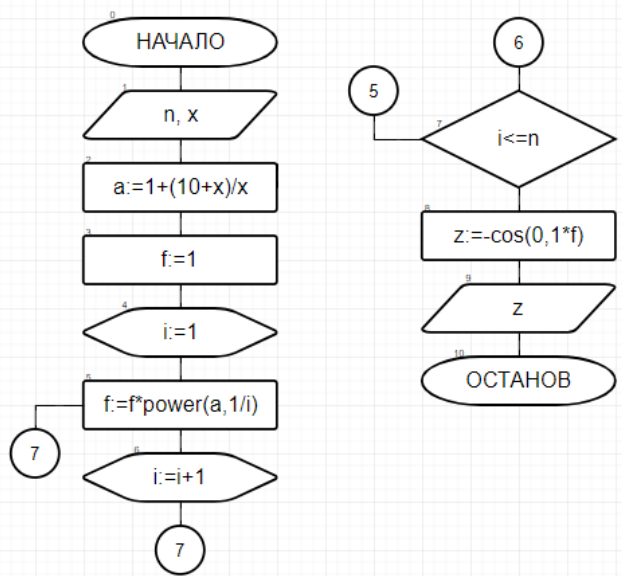 0
НАЧАЛО
1
n, x
2
a:=1+(10+x)/x
3
f:=1
4
i:=1
5
f:=f*power(a,1/i)
7
6
i:=i+1
7
6
5
7
i<=n
8
z:=-cos(0,1*f)
9
z
10
ОСТАНОВ